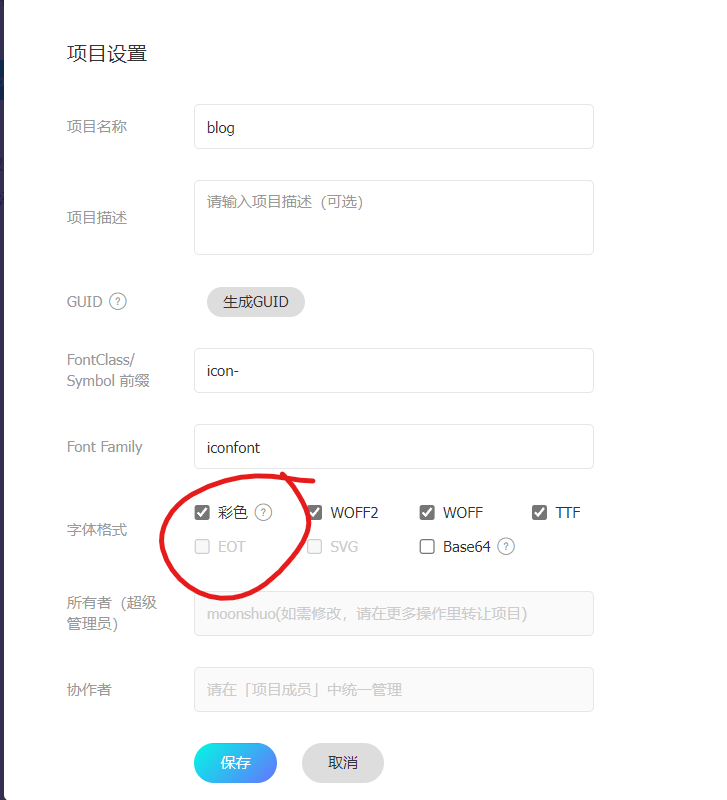 项目设置
项目名称
blog
项目描述
请输入项目描述（可选）
GUID ?
生成GUID
FontClass/
Symbol 前缀
icon-
Font Family
iconfont
字体格式
彩色 ? WOFF2 WOFF TTF
EOT SVG Base64 ?
所有者（超级
管理员）
moonshuo(如需修改，请在更多操作里转让项目)
协作者
请在「项目成员」中统一管理
保存 取消